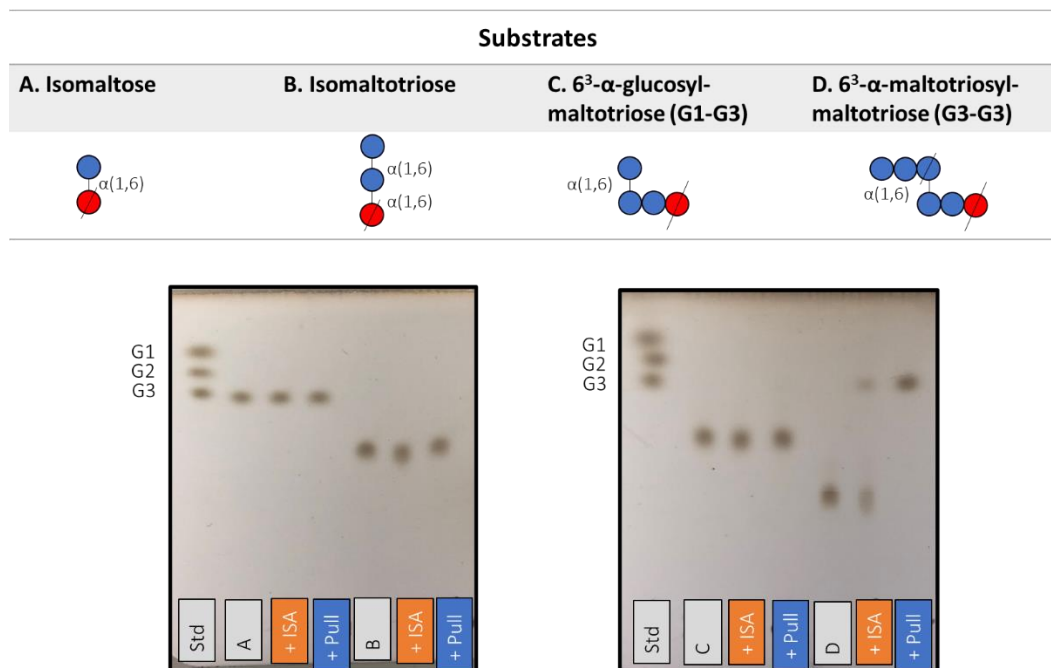 Substrates
A. Isomaltose
B. Isomaltotriose
C. 6³-α-glucosyl-
maltotriose (G1-G3)
D. 6³-α-maltotriosyl-
maltotriose (G3-G3)
α(1,6)
α(1,6)
α(1,6)
α(1,6)
α(1,6)
G1
G2
G3
Std
A
+ ISA
+ Pull
B
+ ISA
+ Pull
G1
G2
G3
Std
C
+ ISA
+ Pull
D
+ ISA
+ Pull